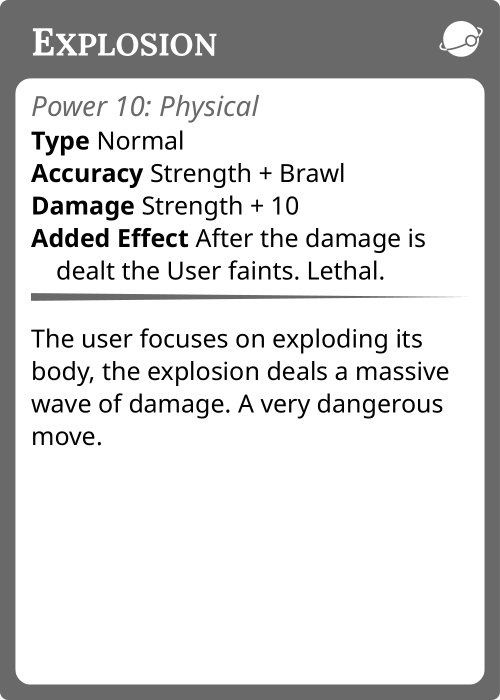 EXPLOSION
Power 10: Physical
Type Normal
Accuracy Strength + Brawl
Damage Strength + 10
Added Effect After the damage is
dealt the User faints. Lethal.
The user focuses on exploding its
body, the explosion deals a massive
wave of damage. A very dangerous
move.